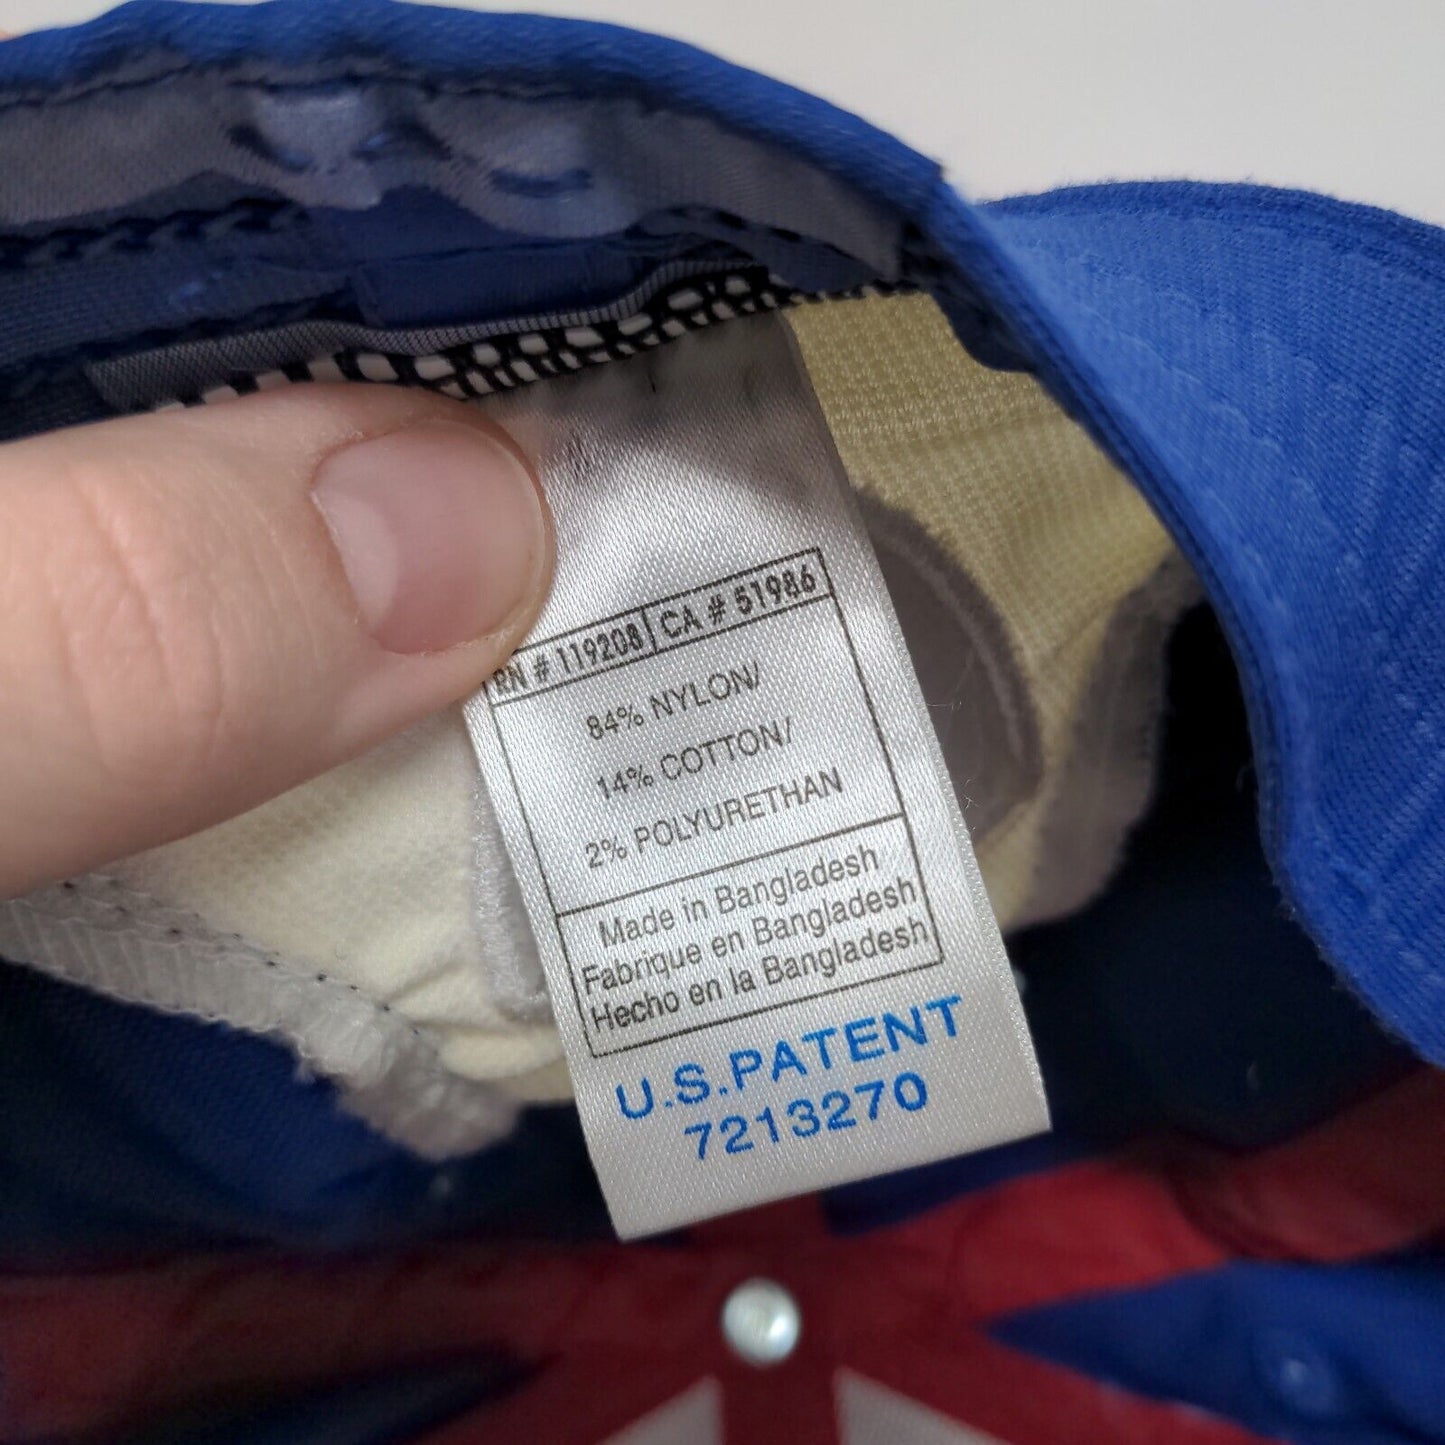 RN # 119208 CA # 51986
84% NYLON/
14% COTTON/
2% POLYURETHAN
Made in Bangladesh
Fabrique en Bangladesh
Hecho en la Bangladesh
U.S.PATENT
7213270